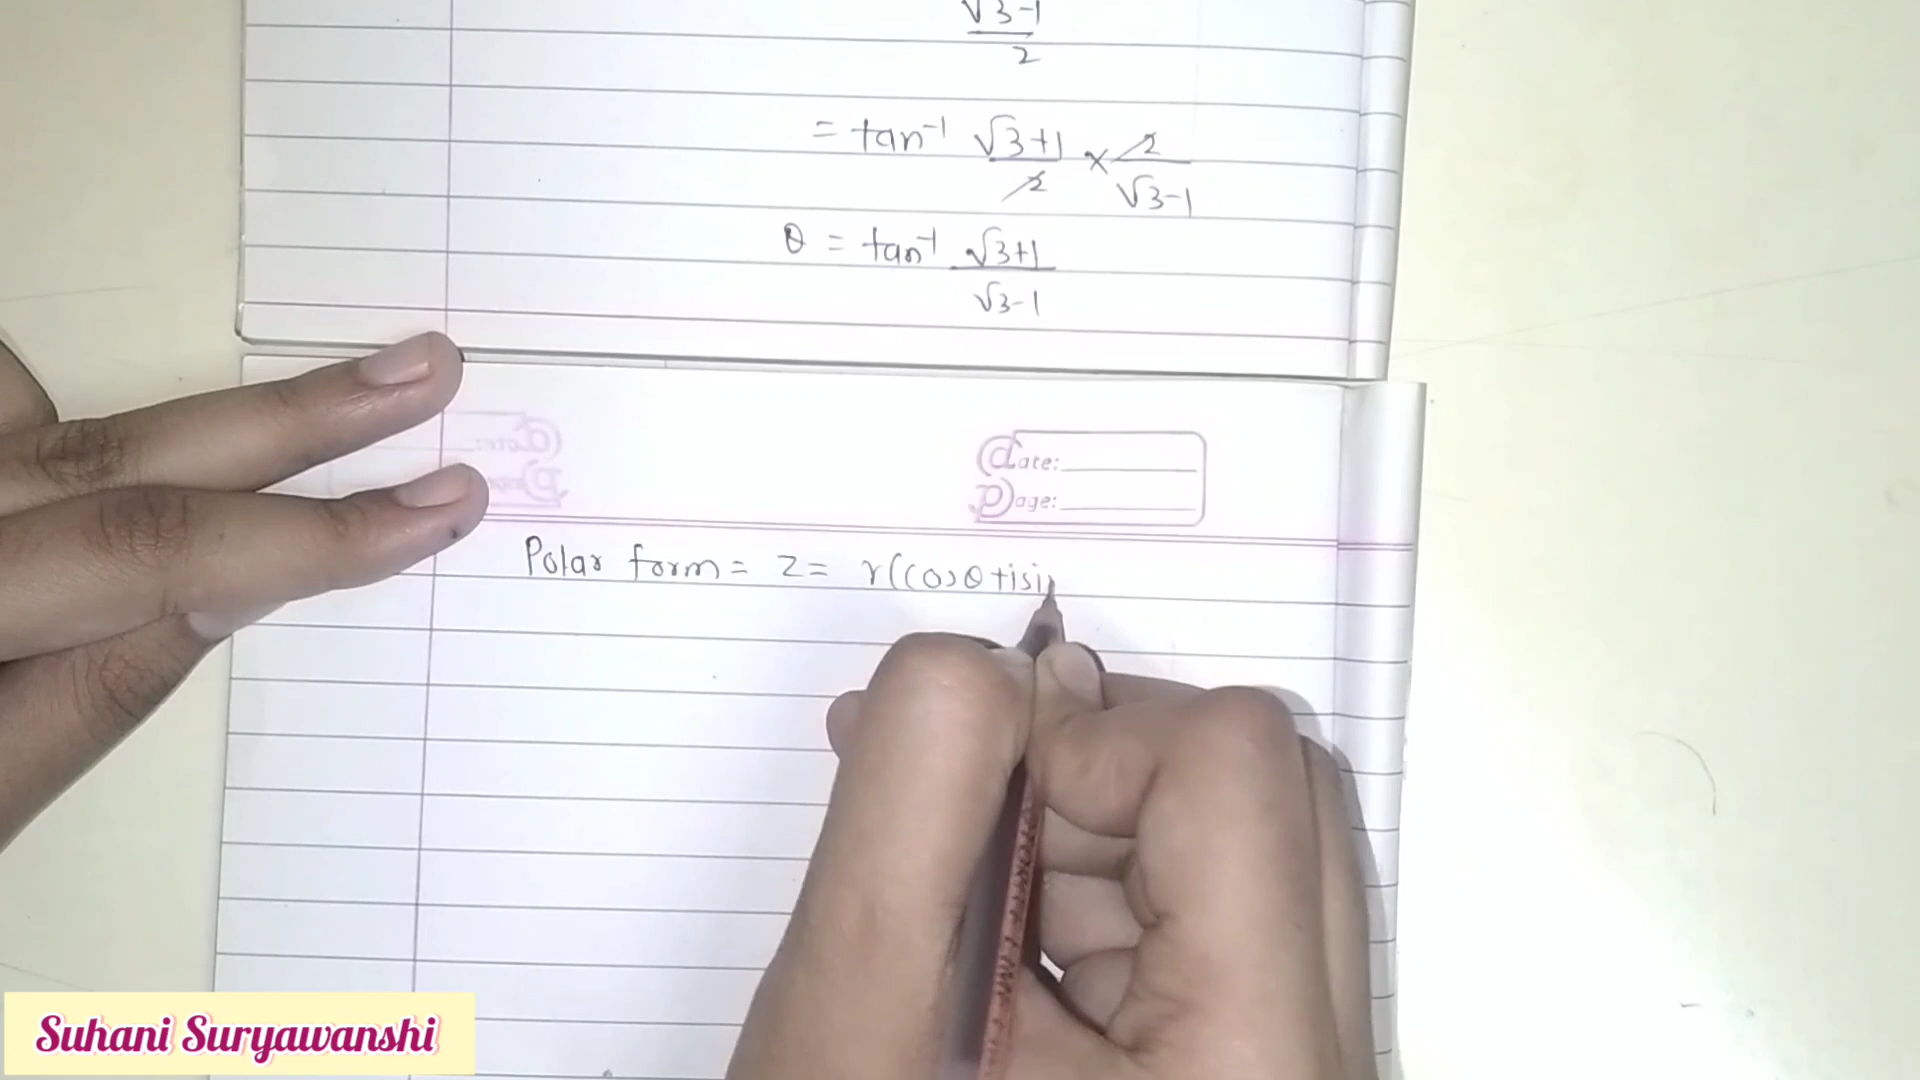 √3-1
2
= tan⁻¹ √3+1 × 2
2 √3-1
θ = tan⁻¹ √3+1
√3-1
Date:
Page:
Polar form = z = r(cosθ+isi
Suhani Suryawanshi